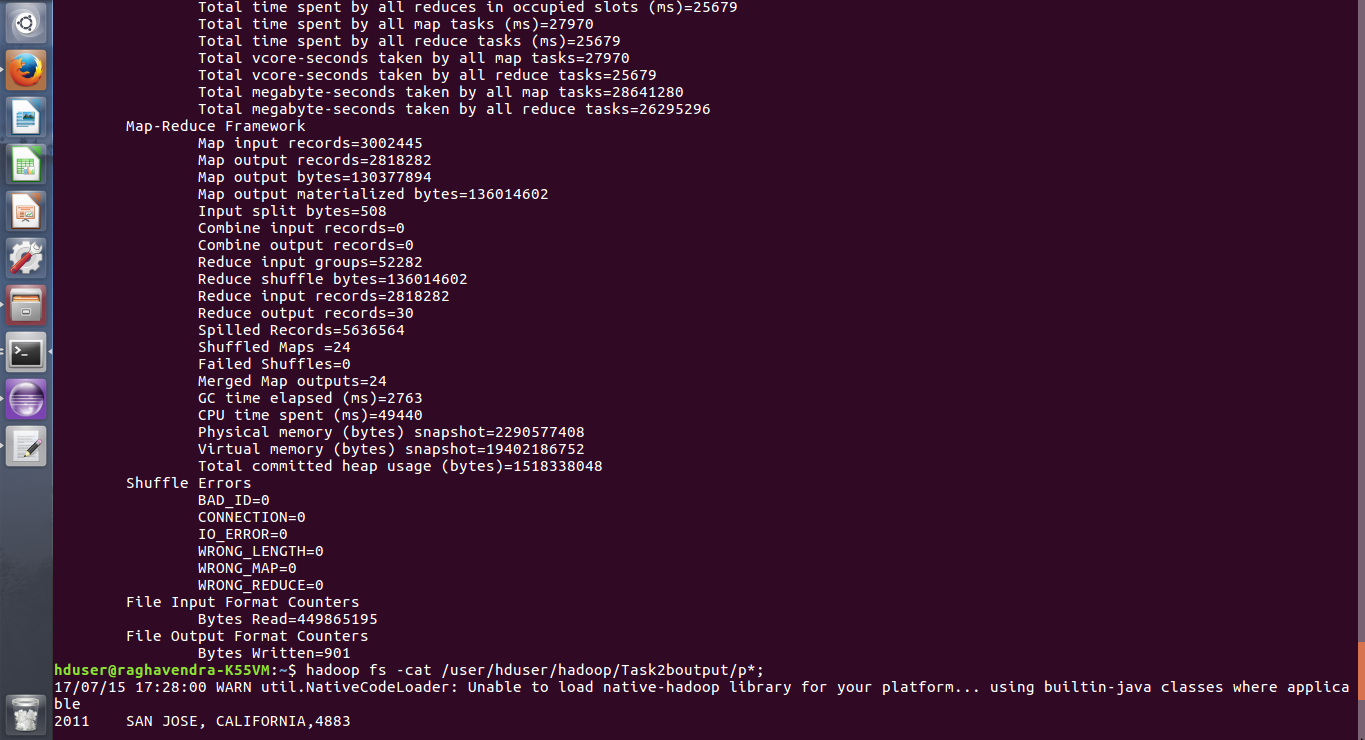 Total time spent by all reduces in occupied slots (ms)=25679
Total time spent by all map tasks (ms)=27970
Total time spent by all reduce tasks (ms)=25679
Total vcore-seconds taken by all map tasks=27970
Total vcore-seconds taken by all reduce tasks=25679
Total megabyte-seconds taken by all map tasks=28641280
Total megabyte-seconds taken by all reduce tasks=26295296
Map-Reduce Framework
Map input records=3002445
Map output records=2818282
Map output bytes=130377894
Map output materialized bytes=136014602
Input split bytes=508
Combine input records=0
Combine output records=0
Reduce input groups=52282
Reduce shuffle bytes=136014602
Reduce input records=2818282
Reduce output records=30
Spilled Records=5636564
Shuffled Maps =24
Failed Shuffles=0
Merged Map outputs=24
GC time elapsed (ms)=2763
CPU time spent (ms)=49440
Physical memory (bytes) snapshot=2290577408
Virtual memory (bytes) snapshot=19402186752
Total committed heap usage (bytes)=1518338048
Shuffle Errors
BAD_ID=0
CONNECTION=0
IO_ERROR=0
WRONG_LENGTH=0
WRONG_MAP=0
WRONG_REDUCE=0
File Input Format Counters
Bytes Read=449865195
File Output Format Counters
Bytes Written=901
hduser@raghavendra-K55VM:~$ hadoop fs -cat /user/hduser/hadoop/Task2boutput/p*;
17/07/15 17:28:00 WARN util.NativeCodeLoader: Unable to load native-hadoop library for your platform... using builtin-java classes where applica
ble
2011 SAN JOSE, CALIFORNIA,4883